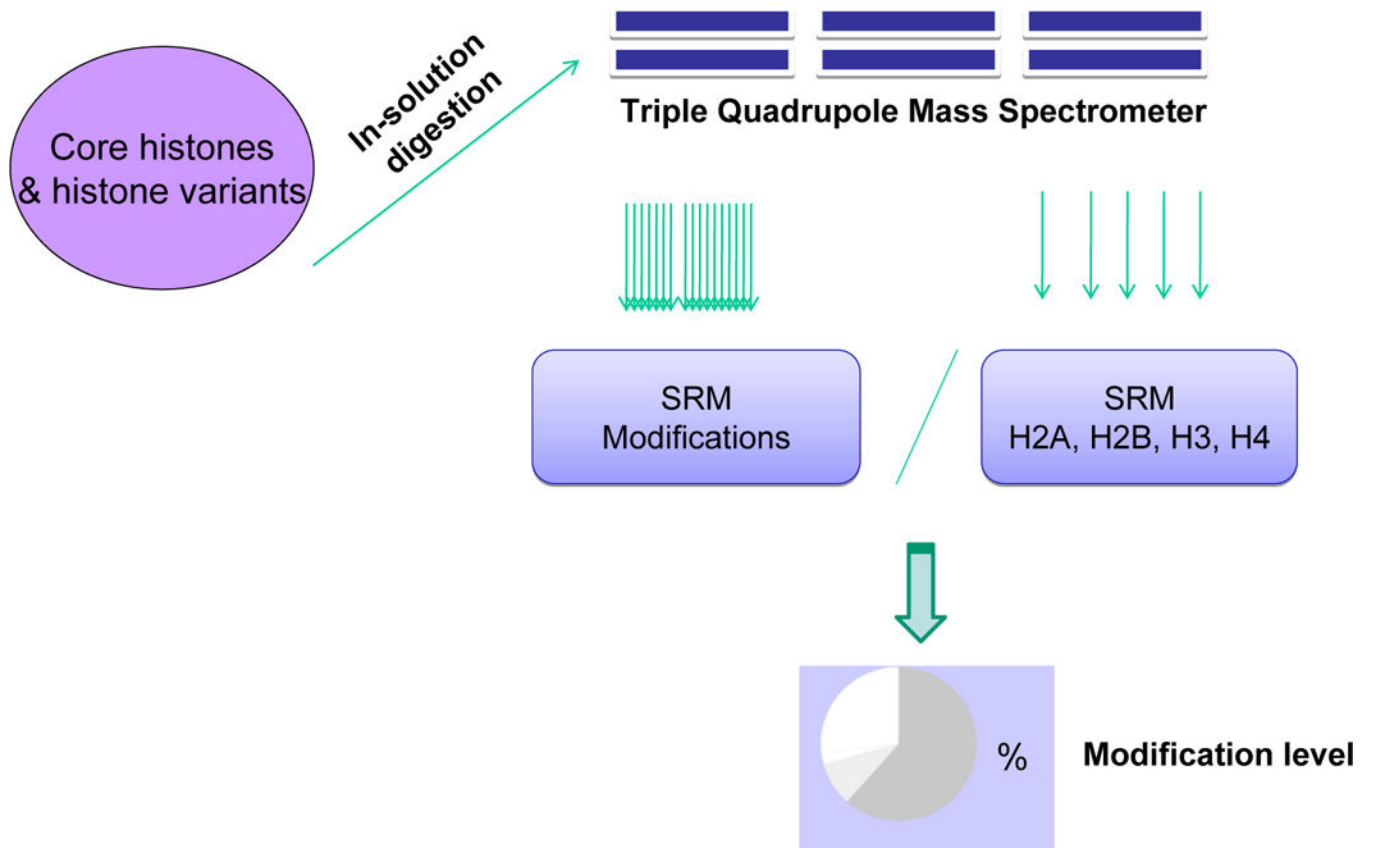 Core histones
& histone variants
In-solution
digestion
Triple Quadrupole Mass Spectrometer
SRM
Modifications
SRM
H2A, H2B, H3, H4
%
Modification level